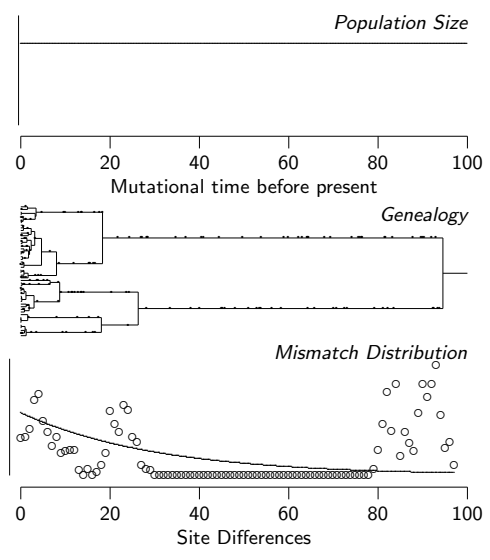 Population Size
0 20 40 60 80 100
Mutational time before present
Genealogy
Mismatch Distribution
0 20 40 60 80 100
Site Differences